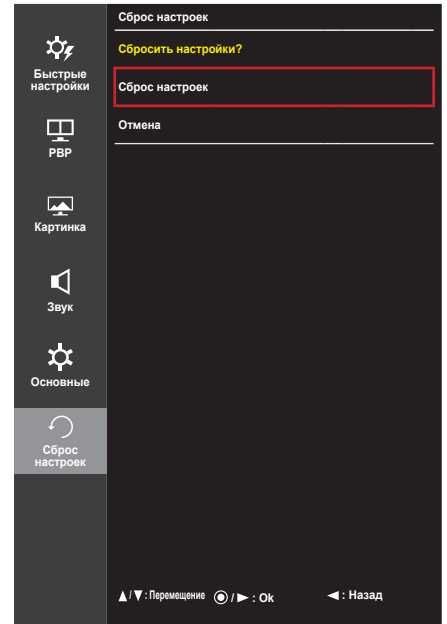 Быстрые
настройки
PBP
Картинка
Звук
Основные
Сброс
настроек
Сброс настроек
Сбросить настройки?
Сброс настроек
Отмена
▲/▼: Перемещение ◉/►: Ok ◄: Назад